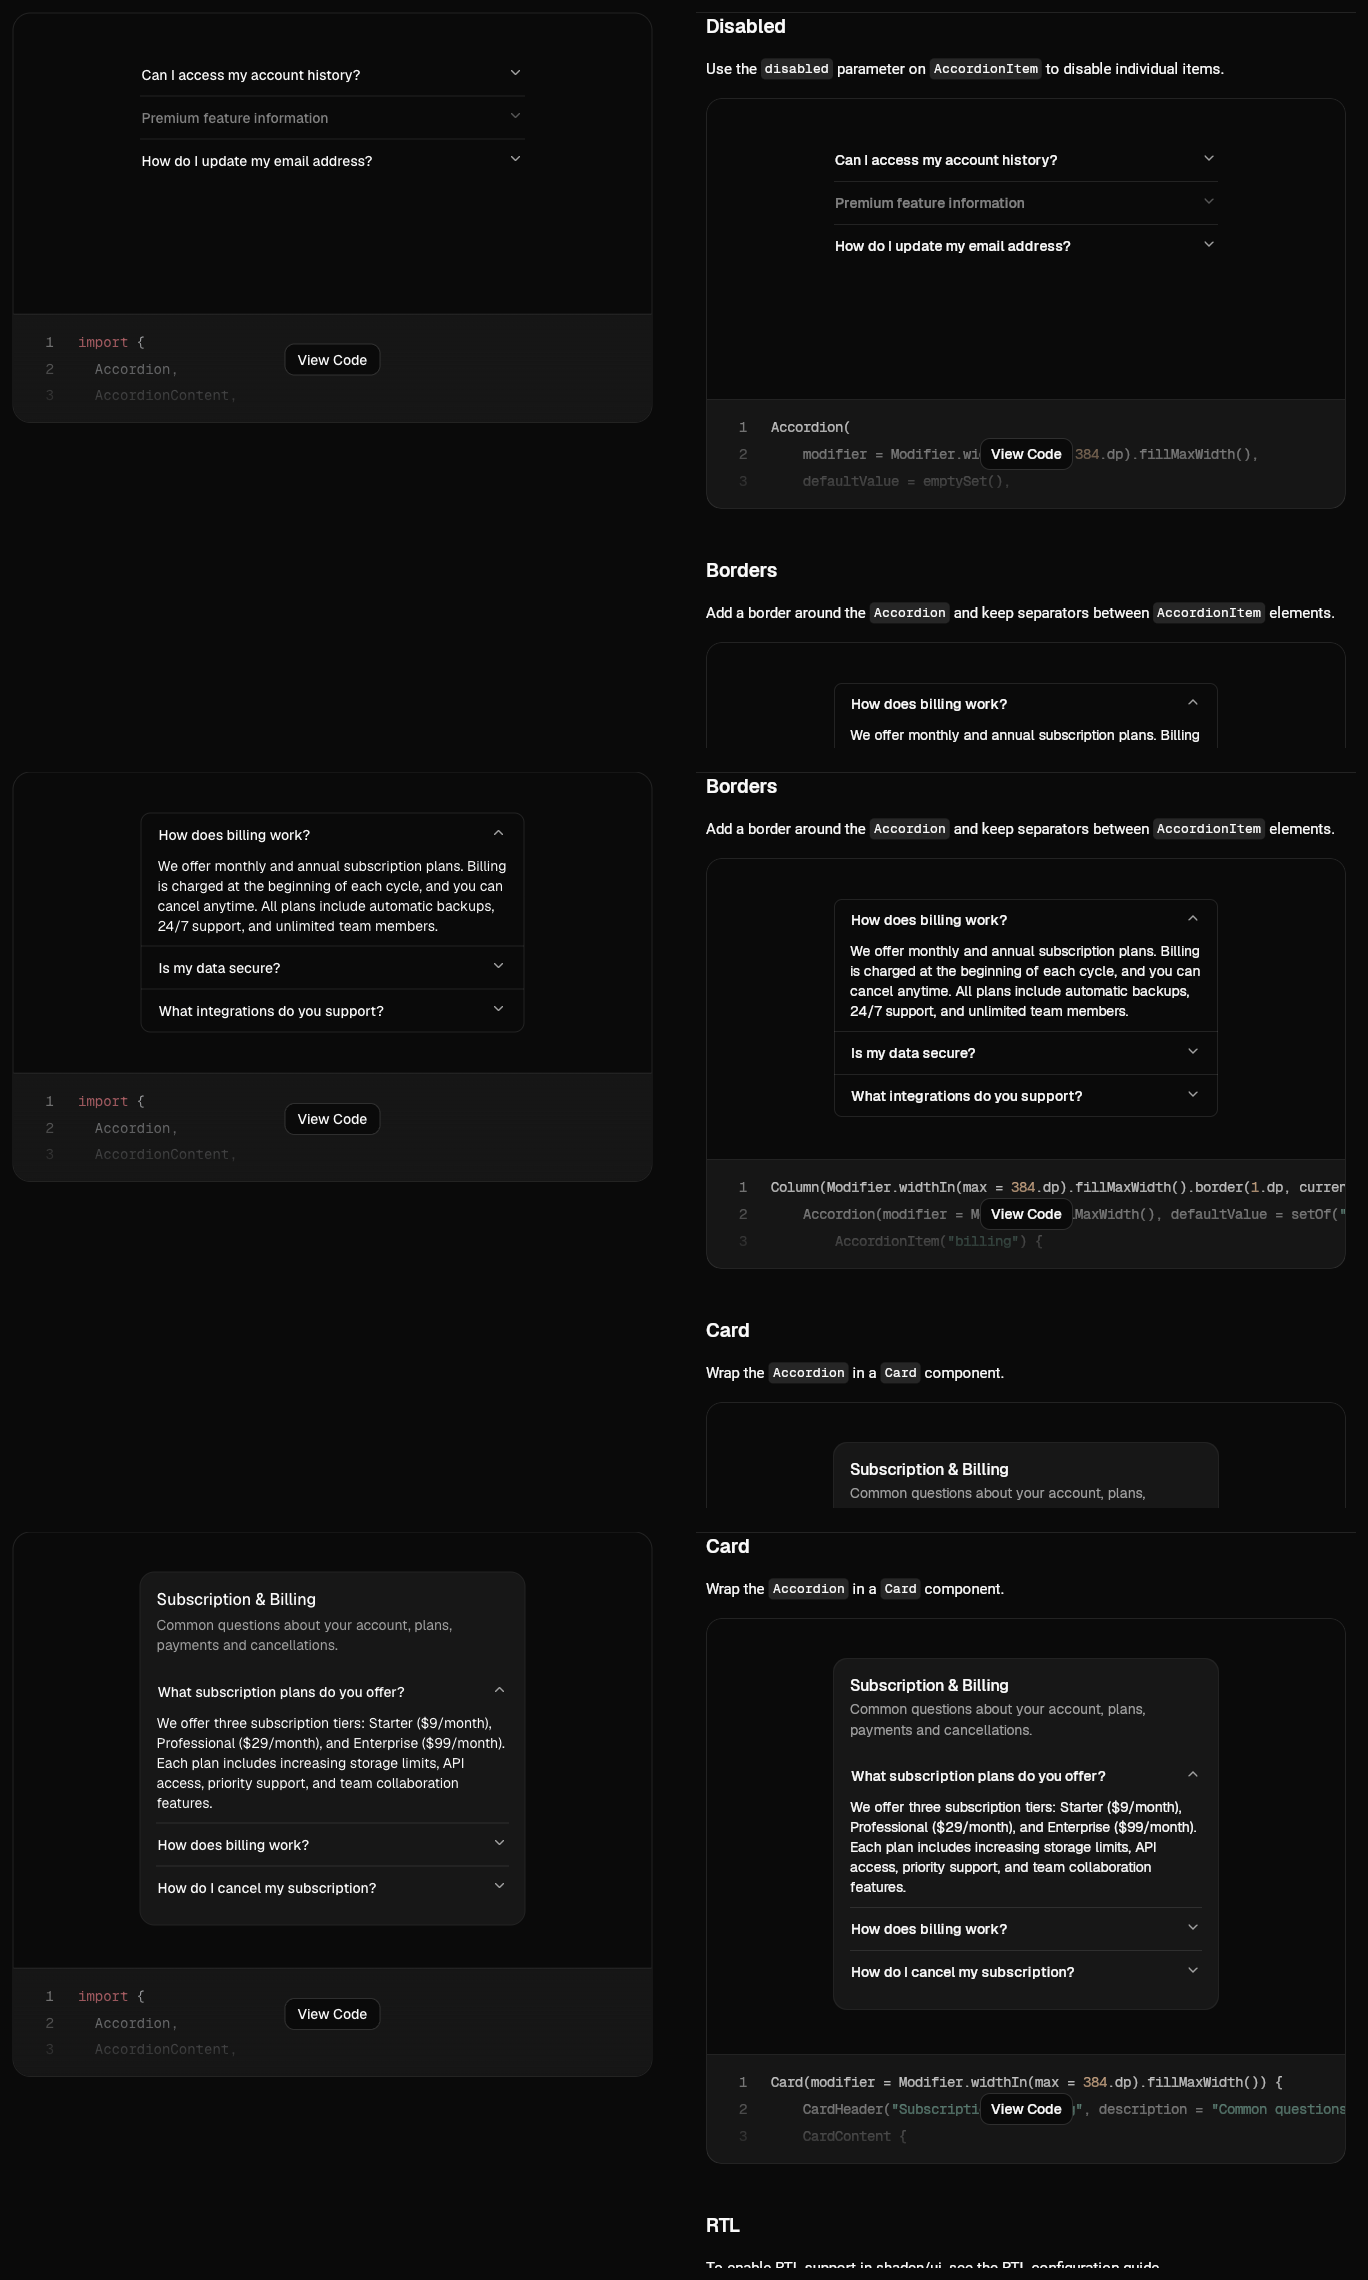 Can I access my account history?
Premium feature information
How do I update my email address?
1 import {
2 Accordion,
3 AccordionContent,
View Code
Disabled
Use the disabled parameter on AccordionItem to disable individual items.
Can I access my account history?
Premium feature information
How do I update my email address?
1 Accordion(
2 modifier = Modifier.wi View Code 384.dp).fillMaxWidth(),
3 defaultValue = emptySet(),
Borders
Add a border around the Accordion and keep separators between AccordionItem elements.
How does billing work?
We offer monthly and annual subscription plans. Billing
How does billing work?
We offer monthly and annual subscription plans. Billing
is charged at the beginning of each cycle, and you can
cancel anytime. All plans include automatic backups,
24/7 support, and unlimited team members.
Is my data secure?
What integrations do you support?
1 import {
2 Accordion,
3 AccordionContent,
View Code
Borders
Add a border around the Accordion and keep separators between AccordionItem elements.
How does billing work?
We offer monthly and annual subscription plans. Billing
is charged at the beginning of each cycle, and you can
cancel anytime. All plans include automatic backups,
24/7 support, and unlimited team members.
Is my data secure?
What integrations do you support?
1 Column(Modifier.widthIn(max = 384.dp).fillMaxWidth().border(1.dp, curren
2 Accordion(modifier = M View Code lMaxWidth(), defaultValue = setOf("
3 AccordionItem("billing") {
Card
Wrap the Accordion in a Card component.
Subscription & Billing
Common questions about your account, plans,
Subscription & Billing
Common questions about your account, plans,
payments and cancellations.
What subscription plans do you offer?
We offer three subscription tiers: Starter ($9/month),
Professional ($29/month), and Enterprise ($99/month).
Each plan includes increasing storage limits, API
access, priority support, and team collaboration
features.
How does billing work?
How do I cancel my subscription?
1 import {
2 Accordion,
3 AccordionContent,
View Code
Card
Wrap the Accordion in a Card component.
Subscription & Billing
Common questions about your account, plans,
payments and cancellations.
What subscription plans do you offer?
We offer three subscription tiers: Starter ($9/month),
Professional ($29/month), and Enterprise ($99/month).
Each plan includes increasing storage limits, API
access, priority support, and team collaboration
features.
How does billing work?
How do I cancel my subscription?
1 Card(modifier = Modifier.widthIn(max = 384.dp).fillMaxWidth()) {
2 CardHeader("Subscripti View Code ", description = "Common questions
3 CardContent {
RTL
To enable RTL support in shadcn/ui, see the RTL configuration guide.